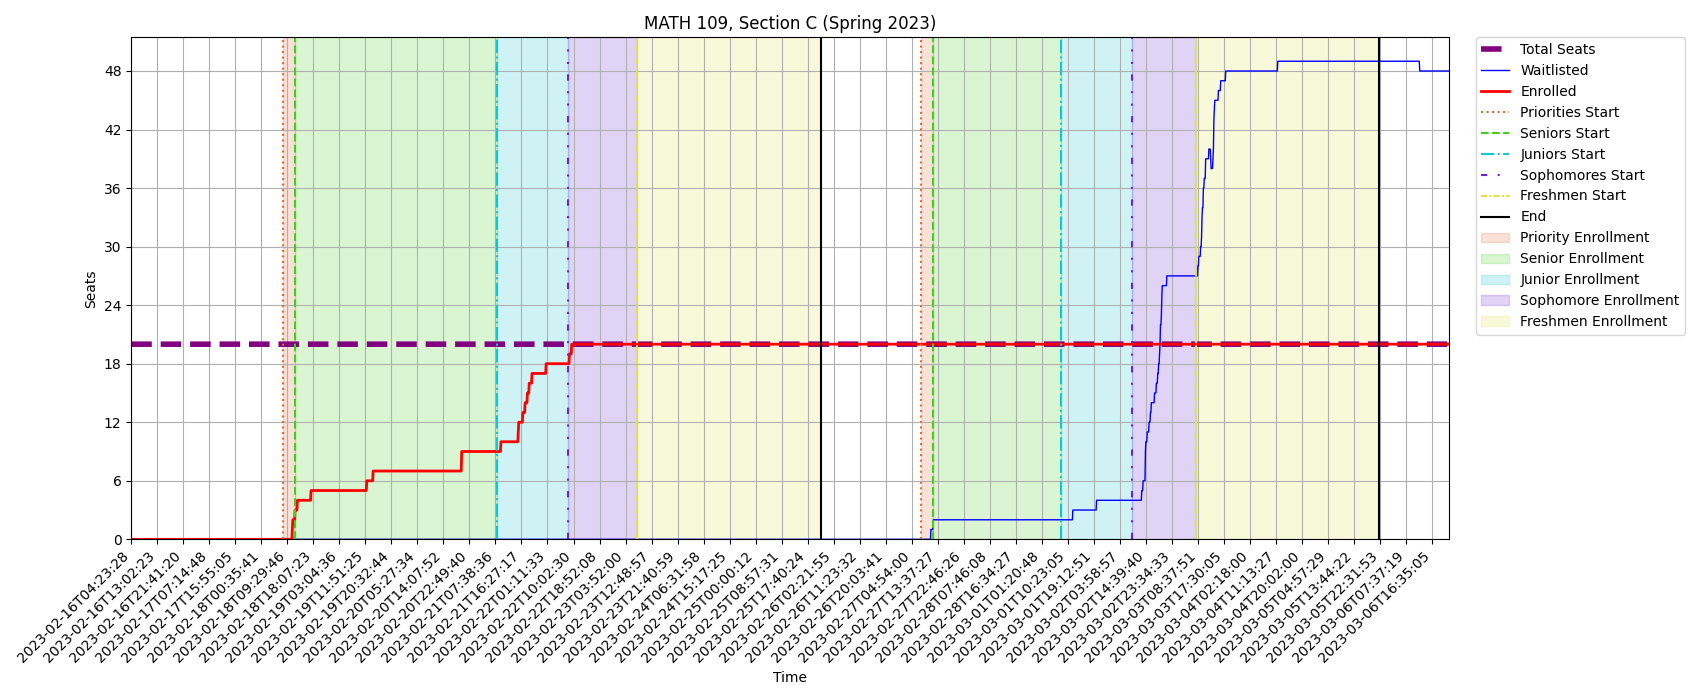 MATH 109, Section C (Spring 2023)
Total Seats
Waitlisted
Enrolled
Priorities Start
Seniors Start
Juniors Start
Sophomores Start
Freshmen Start
End
Priority Enrollment
Senior Enrollment
Junior Enrollment
Sophomore Enrollment
Freshmen Enrollment
Seats
48
42
36
30
24
18
12
6
0
2023-02-16T04:23:28
2023-02-16T13:02:23
2023-02-16T21:41:20
2023-02-17T07:14:48
2023-02-17T15:55:05
2023-02-18T00:35:41
2023-02-18T09:29:46
2023-02-18T18:07:23
2023-02-19T03:04:36
2023-02-19T11:51:25
2023-02-19T20:32:44
2023-02-20T05:27:34
2023-02-20T14:07:52
2023-02-20T22:49:40
2023-02-21T07:38:36
2023-02-21T16:27:17
2023-02-22T01:11:33
2023-02-22T10:02:30
2023-02-22T18:52:08
2023-02-23T03:52:00
2023-02-23T12:48:57
2023-02-23T21:40:59
2023-02-24T06:31:58
2023-02-24T15:17:25
2023-02-25T00:00:12
2023-02-25T08:57:31
2023-02-25T17:40:24
2023-02-26T02:21:55
2023-02-26T11:23:32
2023-02-26T20:03:41
2023-02-27T04:54:00
2023-02-27T13:37:27
2023-02-27T22:46:26
2023-02-28T07:46:08
2023-02-28T16:34:27
2023-03-01T01:20:48
2023-03-01T10:23:05
2023-03-01T19:12:51
2023-03-02T03:58:57
2023-03-02T14:39:40
2023-03-02T23:34:33
2023-03-03T08:37:51
2023-03-03T17:30:05
2023-03-04T02:18:00
2023-03-04T11:13:27
2023-03-04T20:02:00
2023-03-05T04:57:29
2023-03-05T13:44:22
2023-03-05T22:31:53
2023-03-06T07:37:19
2023-03-06T16:35:05
Time